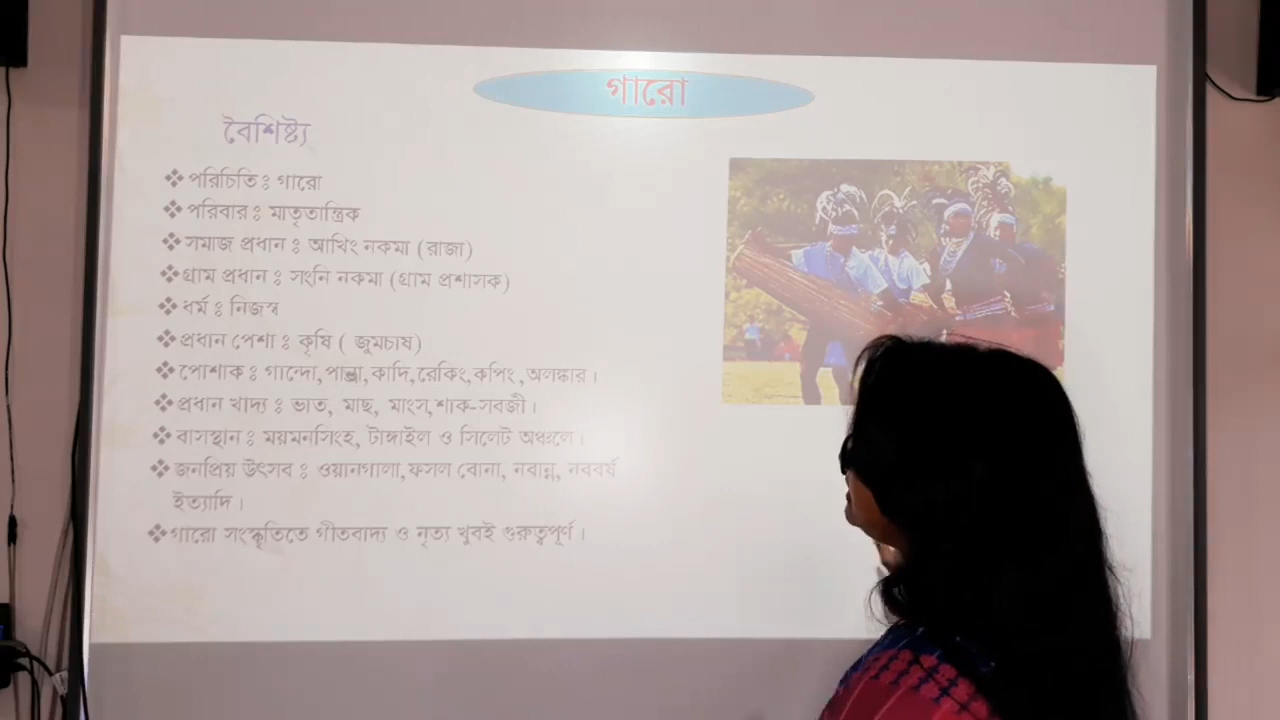 গারো
বৈশিষ্ট্য
❖পরিচিতি ঃ গারো
❖পরিবার ঃ মাতৃতান্ত্রিক
❖সমাজ প্রধান ঃ আখিং নকমা (রাজা)
❖গ্রাম প্রধান ঃ সংনি নকমা (গ্রাম প্রশাসক)
❖ধর্ম ঃ নিজস্ব
❖প্রধান পেশা ঃ কৃষি ( জুমচাষ)
❖পোশাক ঃ গান্দো, পান্ড্রা, কাদি, রেকিং, কপিং , অলঙ্কার ।
❖প্রধান খাদ্য ঃ ভাত, মাছ, মাংস, শাক-সবজী ।
❖বাসস্থান ঃ ময়মনসিংহ, টাঙ্গাইল ও সিলেট অঞ্চলে ।
❖জনপ্রিয় উৎসব ঃ ওয়ানগালা, ফসল বোনা, নবান্ন, নববর্ষ
ইত্যাদি ।
❖গারো সংস্কৃতিতে গীতবাদ্য ও নৃত্য খুবই গুরুত্বপূর্ণ ।